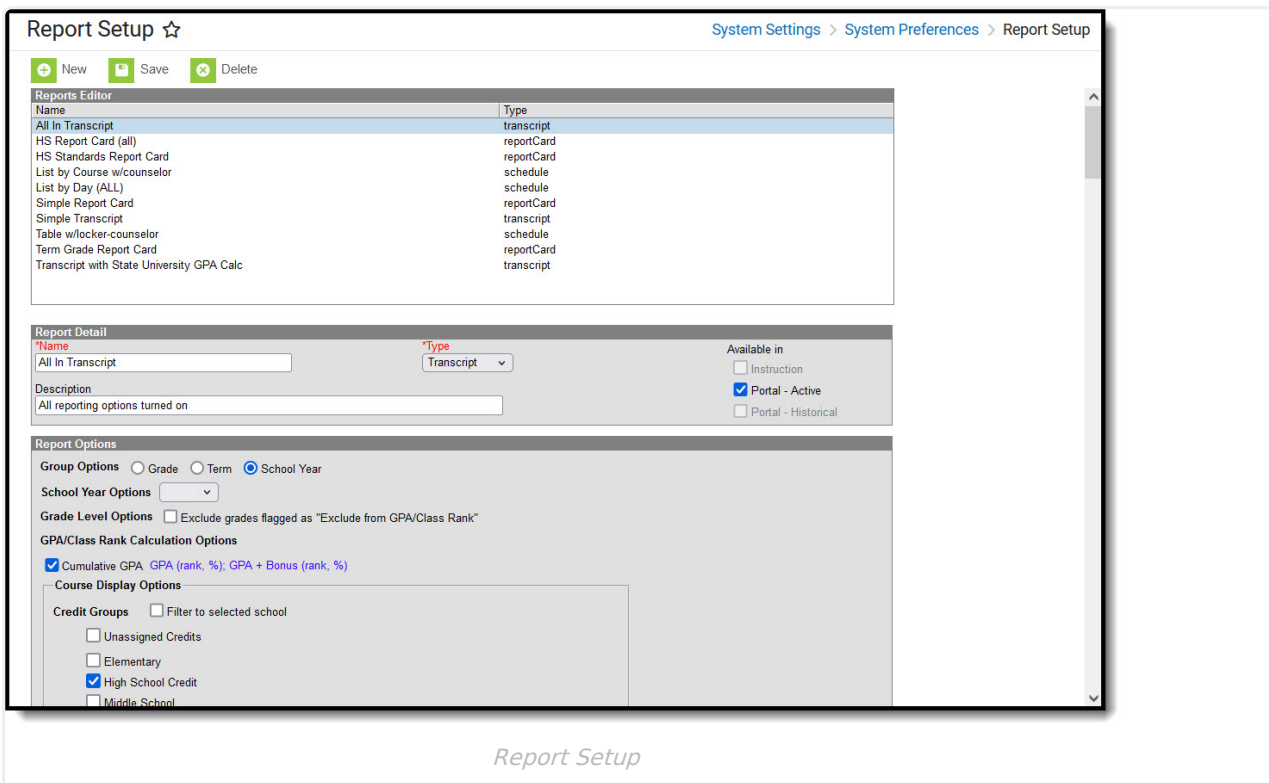 Report Setup
System Settings > System Preferences > Report Setup
New Save Delete
Reports Editor
Name Type
All In Transcript transcript
HS Report Card (all) reportCard
HS Standards Report Card reportCard
List by Course w/counselor schedule
List by Day (ALL) schedule
Simple Report Card reportCard
Simple Transcript transcript
Table w/locker-counselor schedule
Term Grade Report Card reportCard
Transcript with State University GPA Calc transcript
Report Detail
*Name *Type Available in
All In Transcript Transcript Instruction
Description Portal - Active
All reporting options turned on Portal - Historical
Report Options
Group Options Grade Term School Year
School Year Options
Grade Level Options Exclude grades flagged as "Exclude from GPA/Class Rank"
GPA/Class Rank Calculation Options
Cumulative GPA GPA (rank, %); GPA + Bonus (rank, %)
Course Display Options
Credit Groups Filter to selected school
Unassigned Credits
Elementary
High School Credit
Middle School
Report Setup